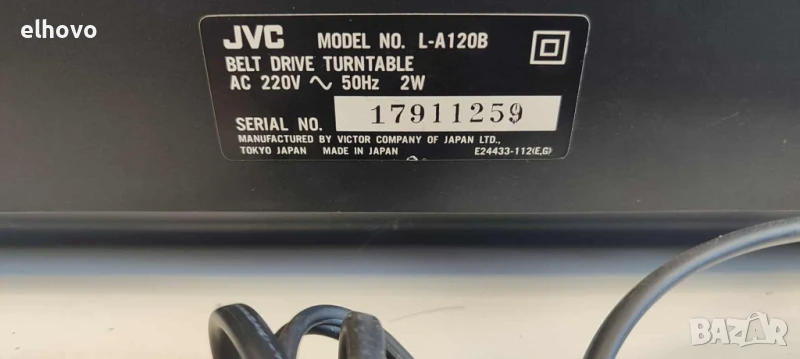 elhovo
JVC MODEL NO. L-A120B
BELT DRIVE TURNTABLE
AC 220V ~ 50Hz 2W
SERIAL NO. 17911259
MANUFACTURED BY VICTOR COMPANY OF JAPAN LTD.,
TOKYO JAPAN MADE IN JAPAN E24433-112(E,G)
BAZAR